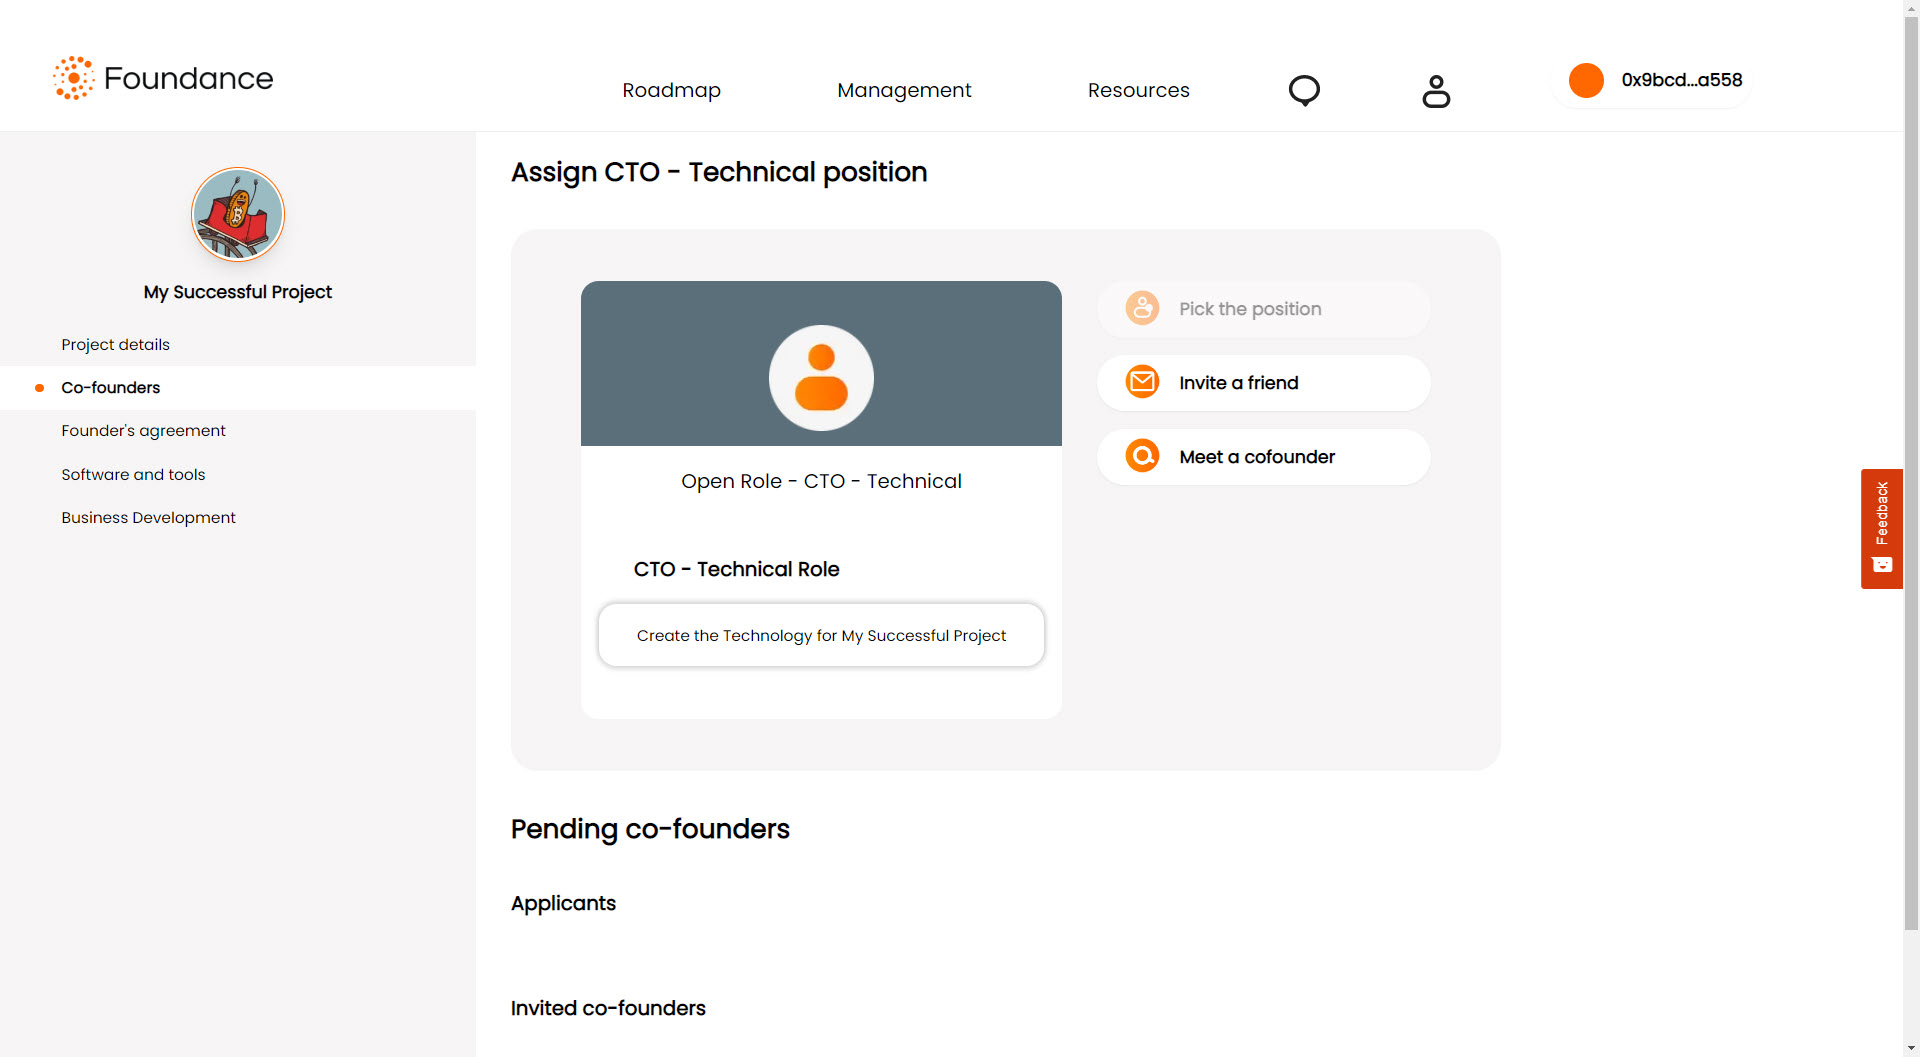 Foundance
Roadmap
Management
Resources
0x9bcd...a558
My Successful Project
Project details
Co-founders
Founder's agreement
Software and tools
Business Development
Assign CTO - Technical position
Open Role - CTO - Technical
CTO - Technical Role
Create the Technology for My Successful Project
Pick the position
Invite a friend
Meet a cofounder
Pending co-founders
Applicants
Invited co-founders
Feedback